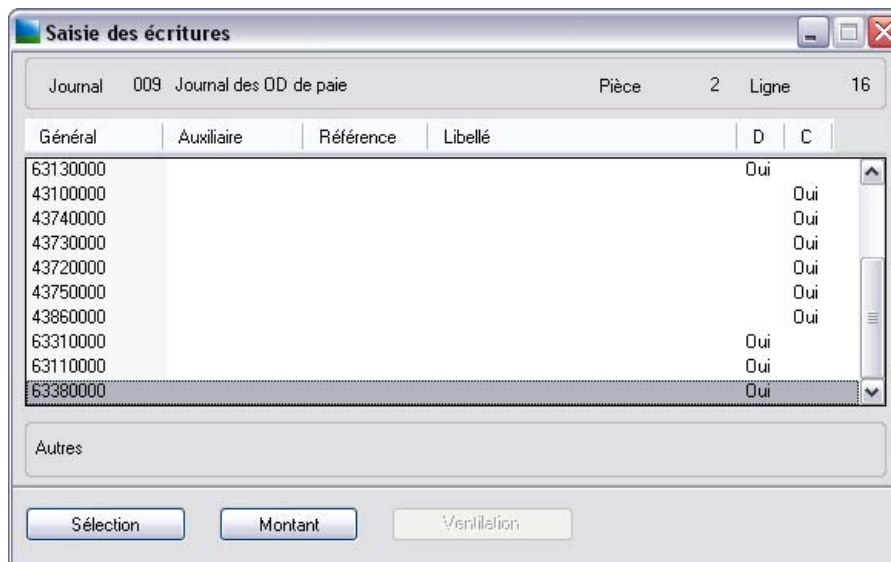 Saisie des écritures
Journal 009 Journal des OD de paie Pièce 2 Ligne 16
Général Auxiliaire Référence Libellé D C
63130000 Oui
43100000 Oui
43740000 Oui
43730000 Oui
43720000 Oui
43750000 Oui
43860000 Oui
63310000 Oui
63110000 Oui
63380000 Oui
Autres
Sélection Montant Ventilation